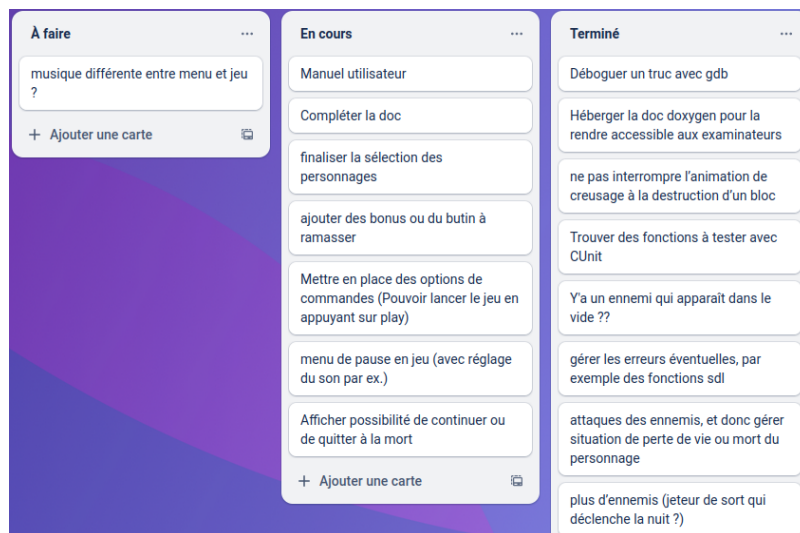 À faire
musique différente entre menu et jeu
?
Ajouter une carte
En cours
Manuel utilisateur
Compléter la doc
finaliser la sélection des
personnages
ajouter des bonus ou du butin à
ramasser
Mettre en place des options de
commandes (Pouvoir lancer le jeu en
appuyant sur play)
menu de pause en jeu (avec réglage
du son par ex.)
Afficher possibilité de continuer ou
de quitter à la mort
Ajouter une carte
Terminé
Déboguer un truc avec gdb
Héberger la doc doxygen pour la
rendre accessible aux examinateurs
ne pas interrompre l'animation de
creusage à la destruction d'un bloc
Trouver des fonctions à tester avec
CUnit
Y'a un ennemi qui apparaît dans le
vide ??
gérer les erreurs éventuelles, par
exemple des fonctions sdl
attaques des ennemis, et donc gérer
situation de perte de vie ou mort du
personnage
plus d'ennemis (jeteur de sort qui
déclenche la nuit ?)